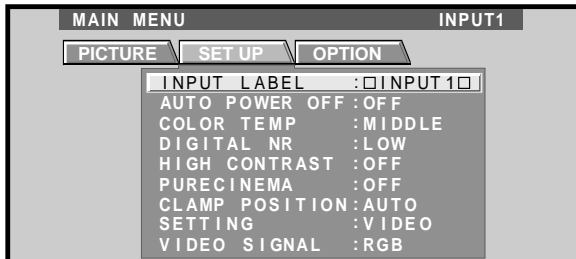 MAIN MENU INPUT1
PICTURE SET UP OPTION
INPUT LABEL :□INPUT1□
AUTO POWER OFF:OFF
COLOR TEMP :MIDDLE
DIGITAL NR :LOW
HIGH CONTRAST :OFF
PURECINEMA :OFF
CLAMP POSITION:AUTO
SETTING :VIDEO
VIDEO SIGNAL :RGB